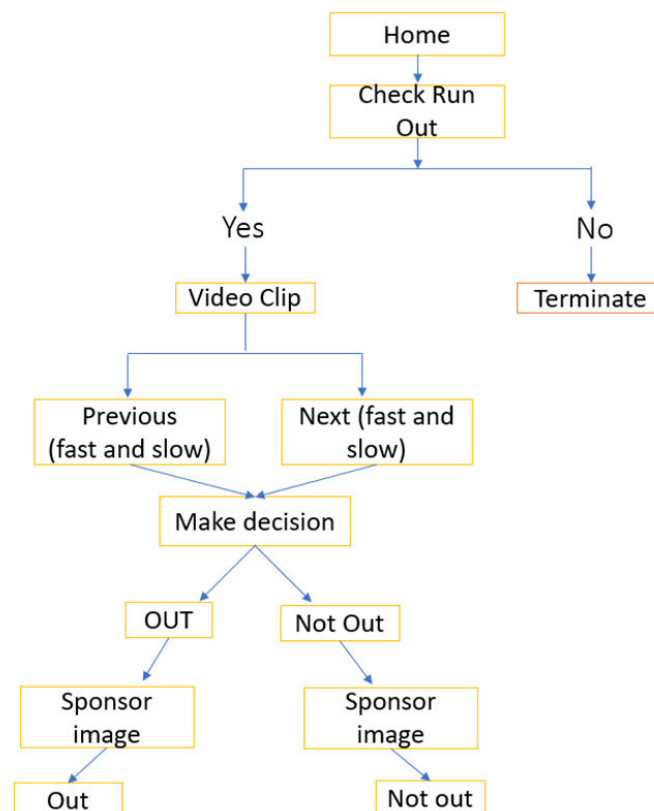 Home
Check Run
Out
Yes
No
Video Clip
Terminate
Previous
(fast and slow)
Next (fast and
slow)
Make decision
OUT
Not Out
Sponsor
image
Sponsor
image
Out
Not out